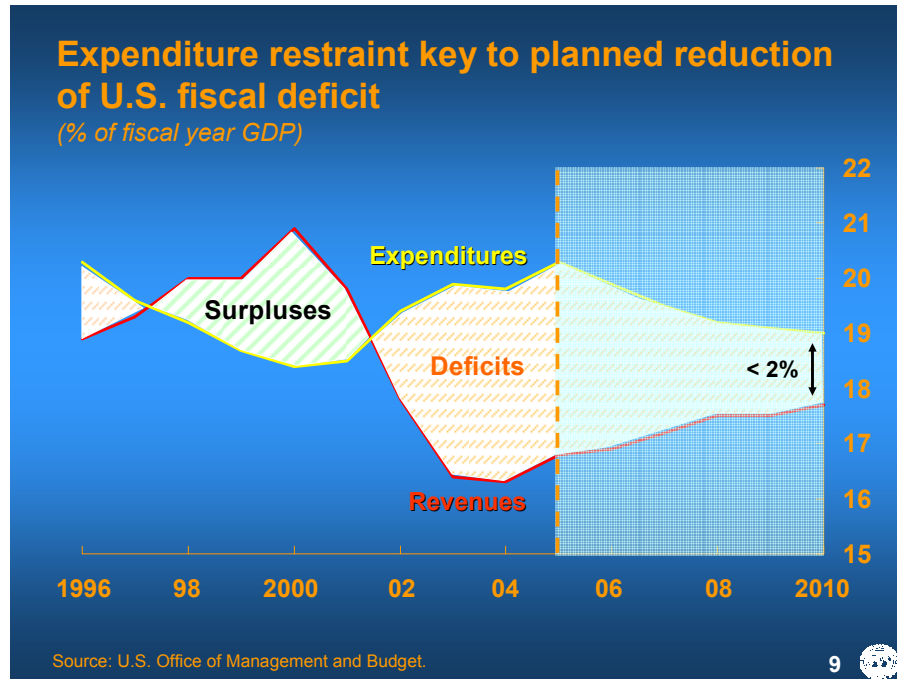 Expenditure restraint key to planned reduction
of U.S. fiscal deficit
(% of fiscal year GDP)
22
21
Expenditures
20
Surpluses
19
Deficits
< 2%
18
17
Revenues
16
15
1996 98 2000 02 04 06 08 2010
Source: U.S. Office of Management and Budget.
9